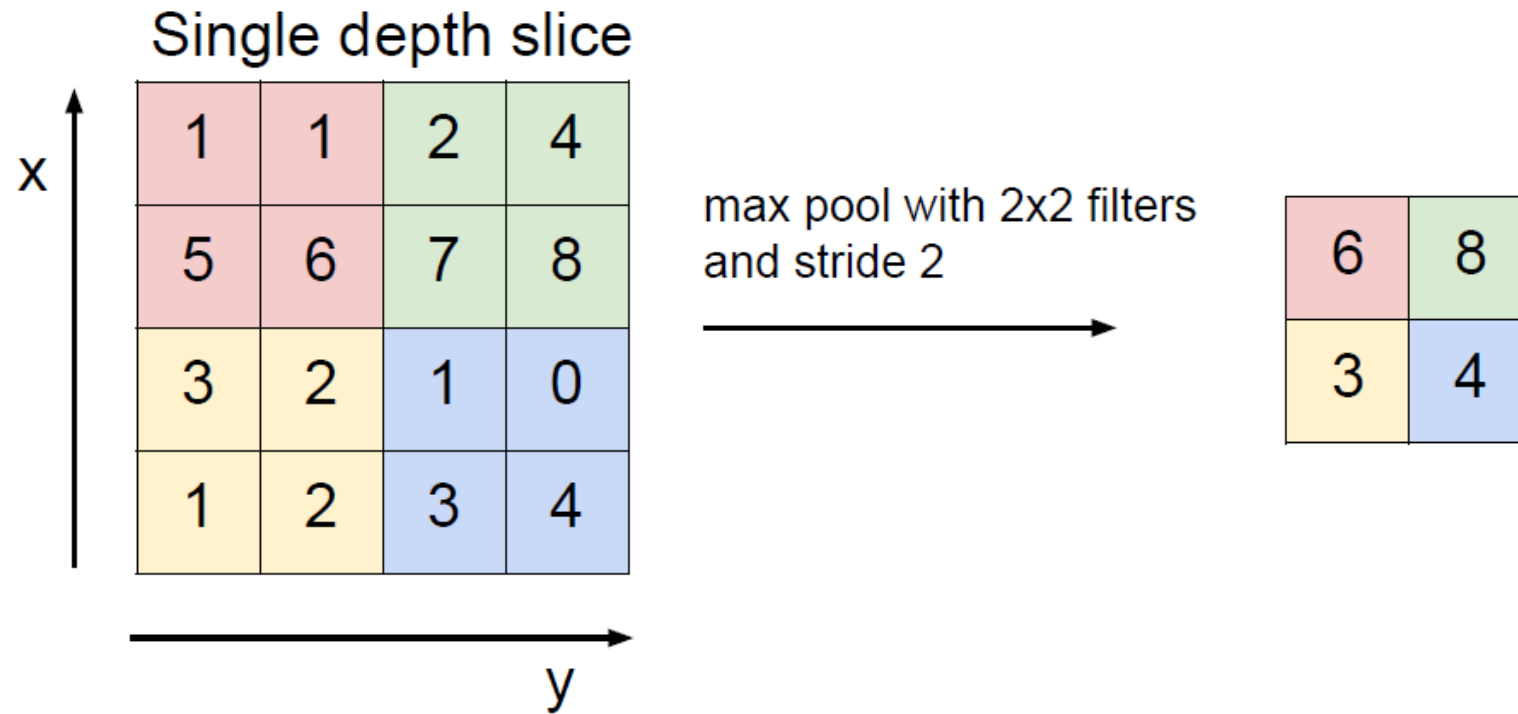 Single depth slice
x
1 1 2 4
5 6 7 8
3 2 1 0
1 2 3 4
y
max pool with 2x2 filters
and stride 2
6 8
3 4